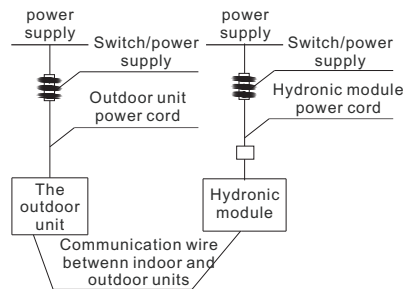 power
supply
power
supply
Switch/power
supply
Switch/power
supply
Outdoor unit
power cord
Hydronic module
power cord
The
outdoor
unit
Hydronic
module
Communication wire
betwenn indoor and
outdoor units